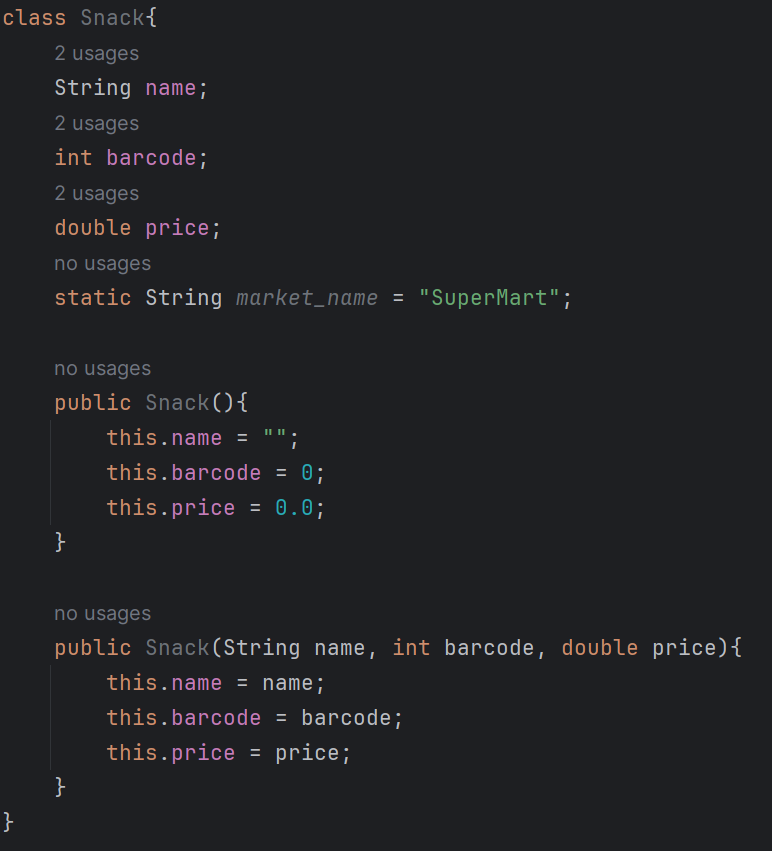 class Snack{
2 usages
String name;
2 usages
int barcode;
2 usages
double price;
no usages
static String market_name = "SuperMart";
no usages
public Snack(){
this.name = "";
this.barcode = 0;
this.price = 0.0;
}
no usages
public Snack(String name, int barcode, double price){
this.name = name;
this.barcode = barcode;
this.price = price;
}
}